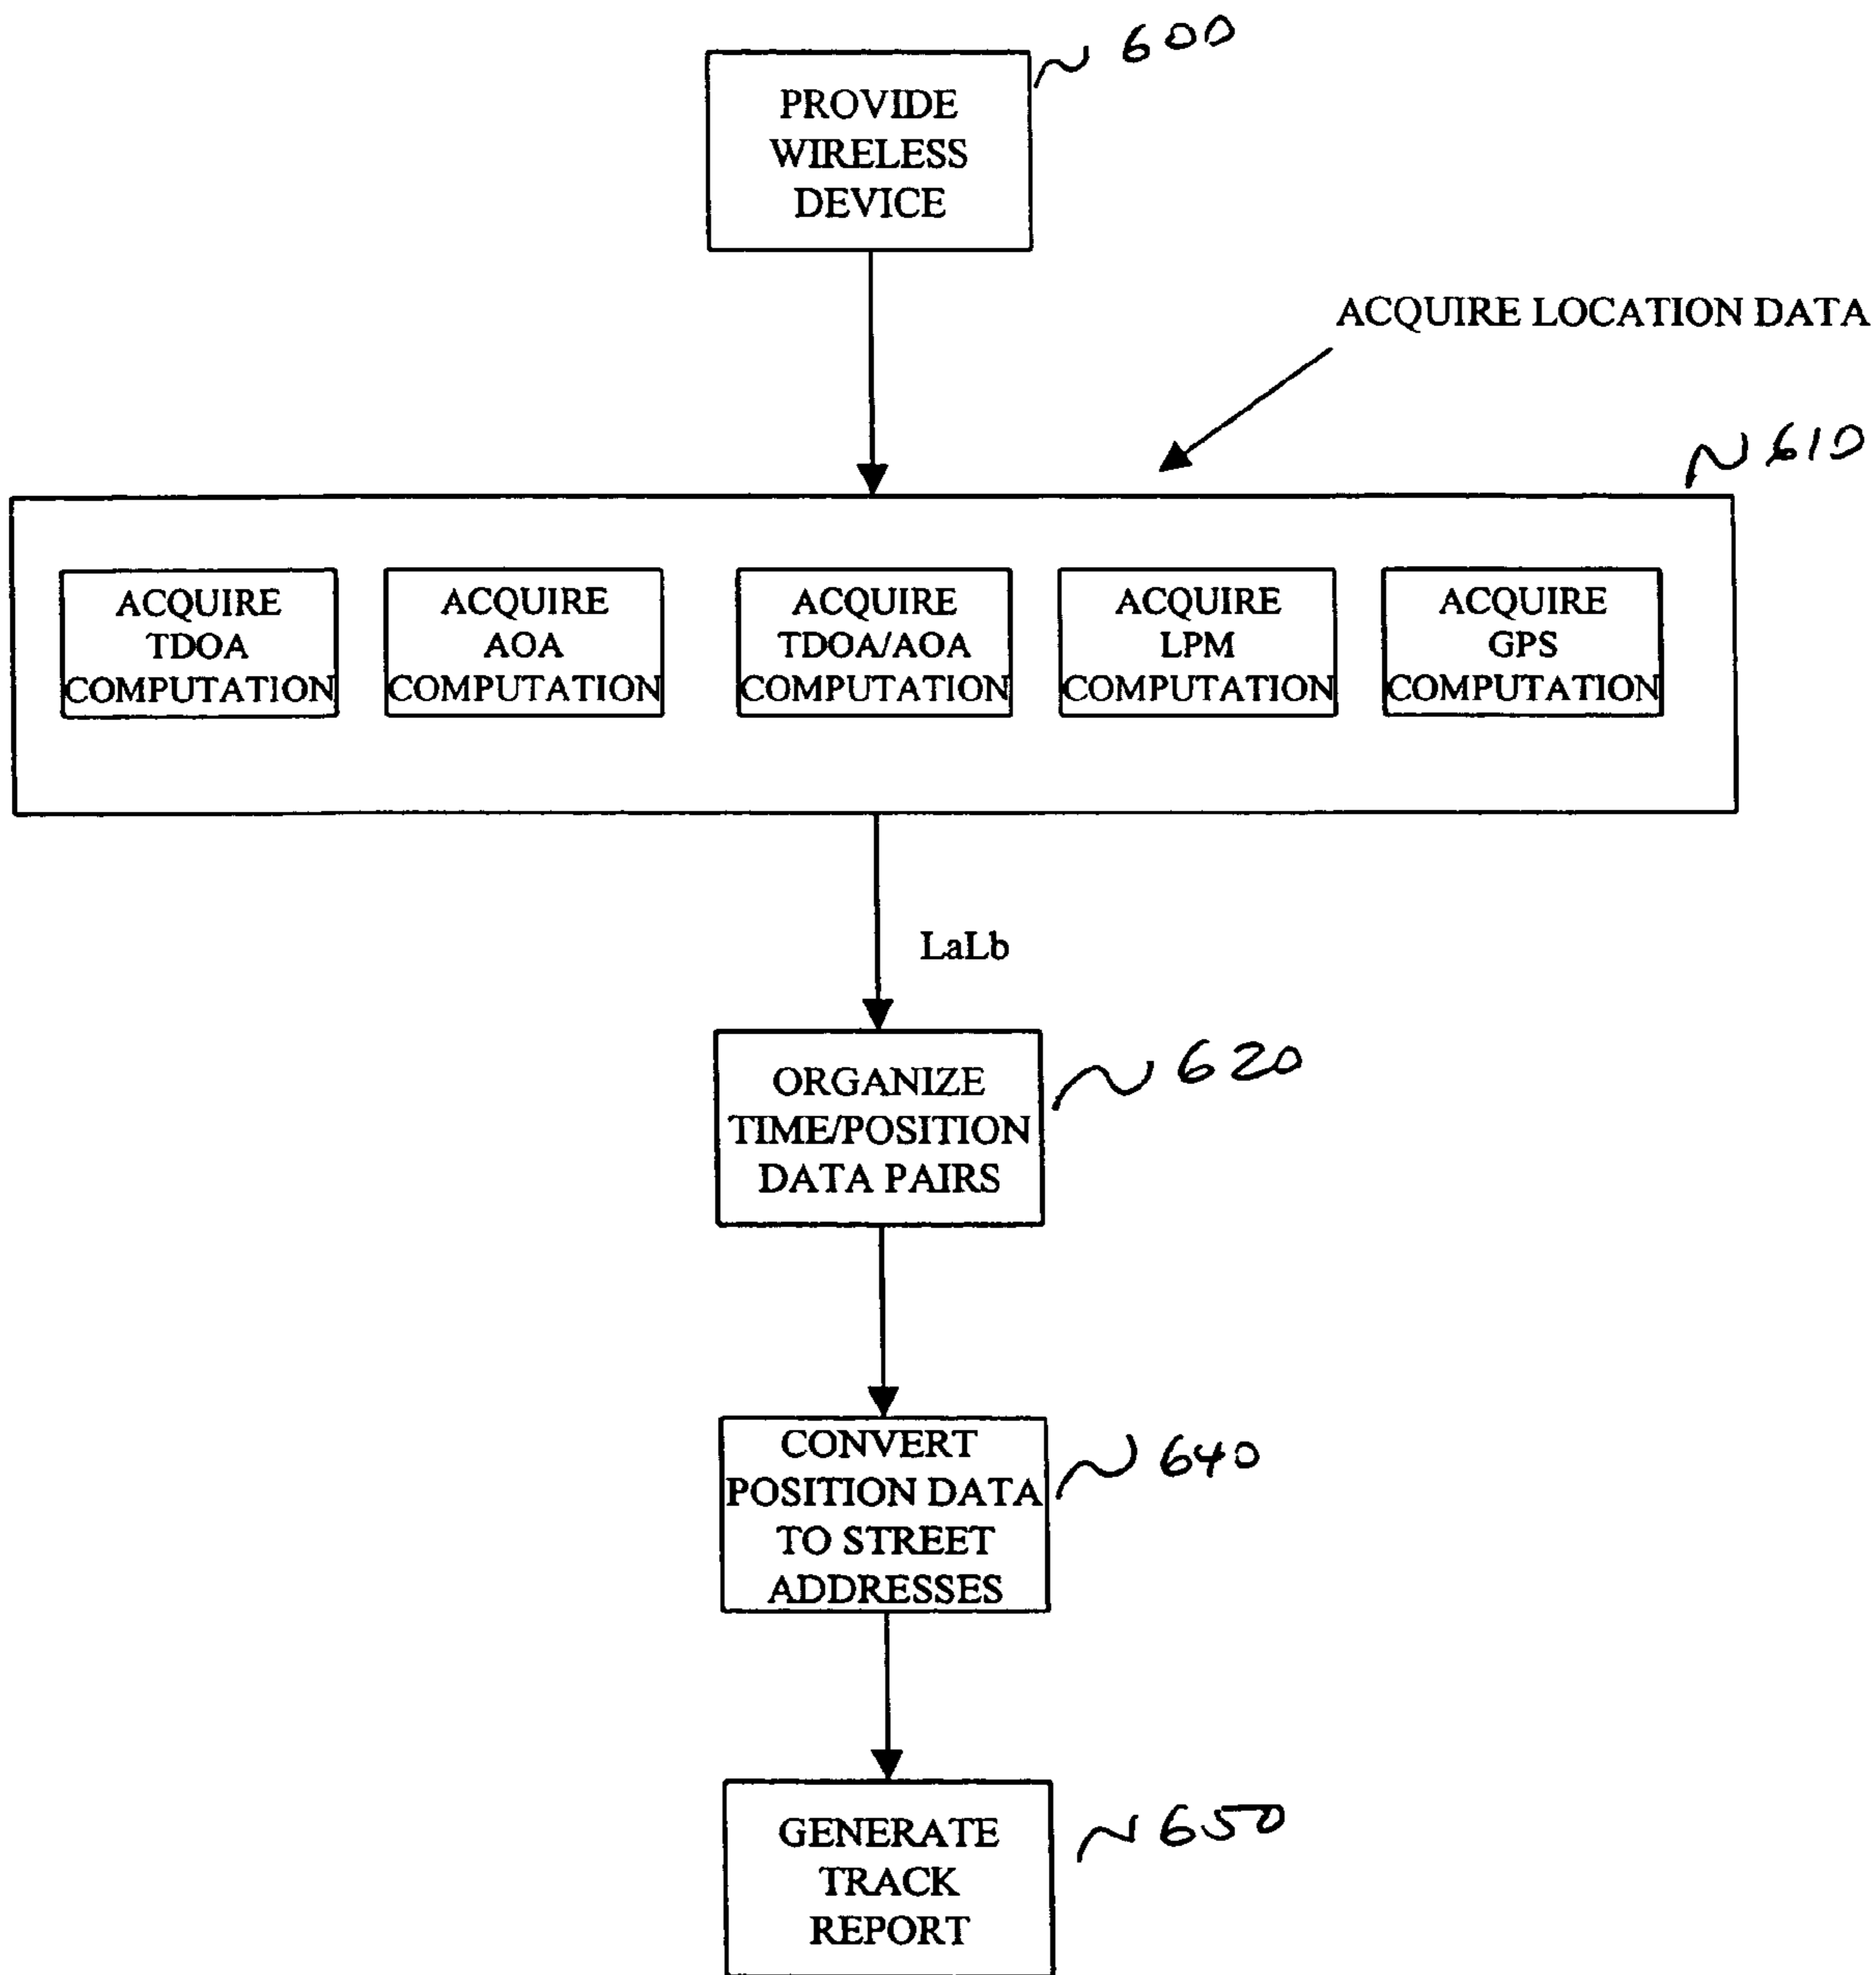 600
PROVIDE
WIRELESS
DEVICE
ACQUIRE LOCATION DATA
610
ACQUIRE
TDOA
COMPUTATION
ACQUIRE
AOA
COMPUTATION
ACQUIRE
TDOA/AOA
COMPUTATION
ACQUIRE
LPM
COMPUTATION
ACQUIRE
GPS
COMPUTATION
LaLb
ORGANIZE
TIME/POSITION
DATA PAIRS
620
CONVERT
POSITION DATA
TO STREET
ADDRESSES
640
GENERATE
TRACK
REPORT
650